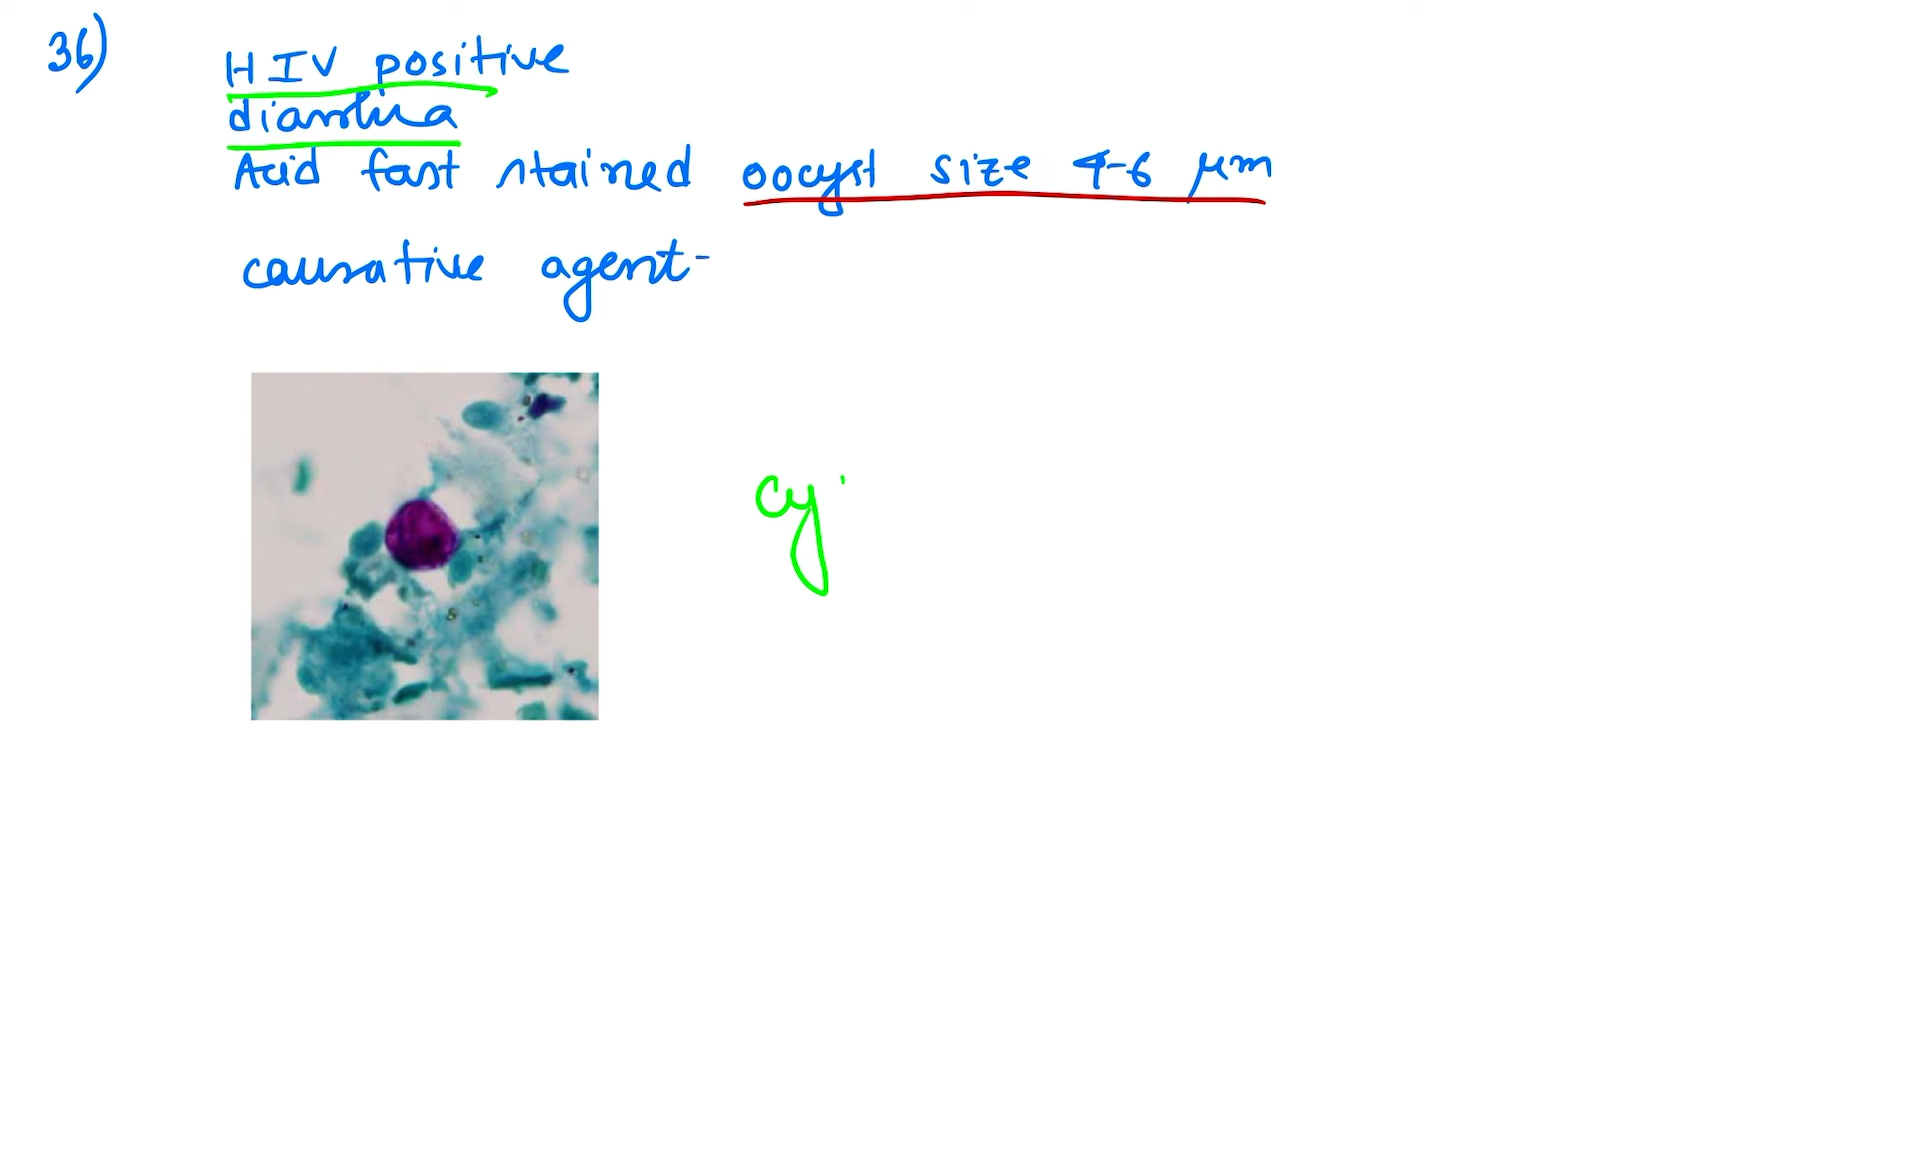 36)
HIV positive
diarrhea
Acid fast stained oocyst size 4-6 μm
causative agent-
cy